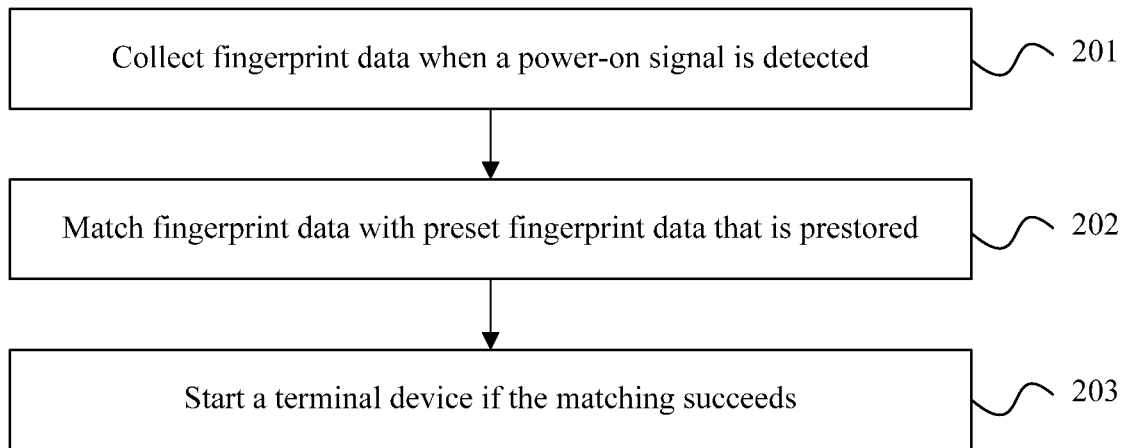 Collect fingerprint data when a power-on signal is detected
201
Match fingerprint data with preset fingerprint data that is prestored
202
Start a terminal device if the matching succeeds
203